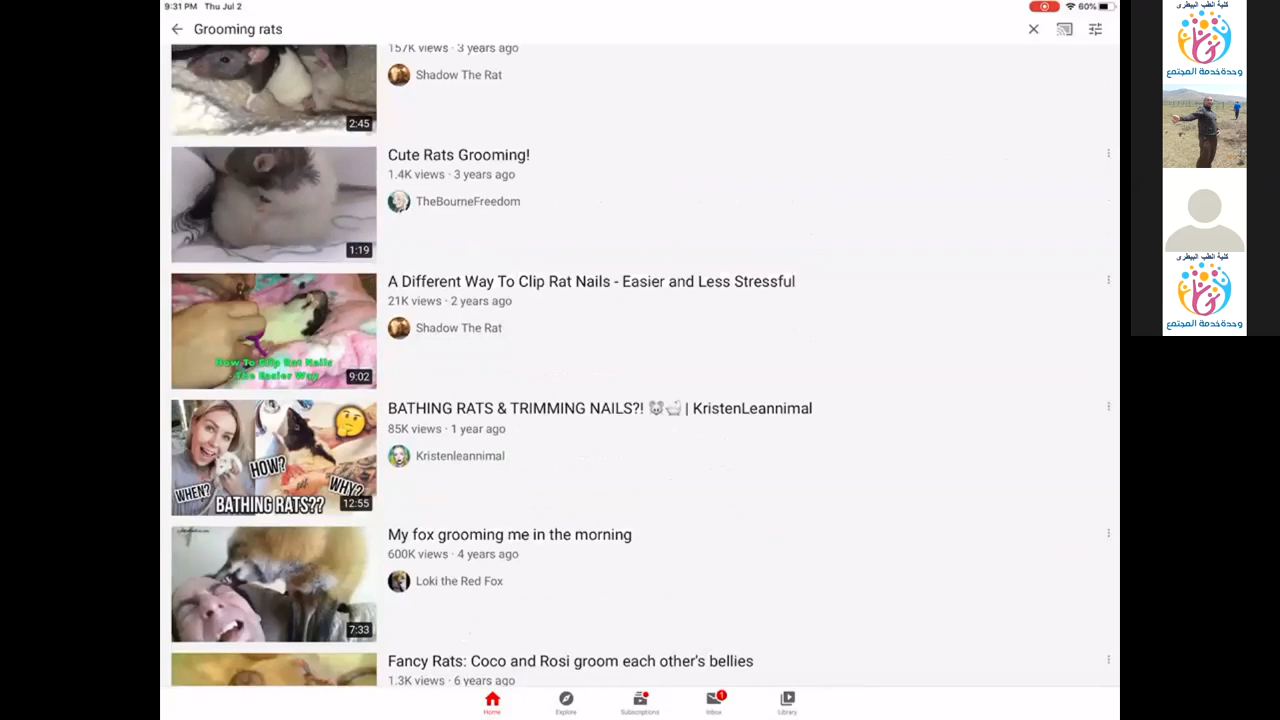 9:31 PM Thu Jul 2
60%
Grooming rats
157K views · 3 years ago
Shadow The Rat
2:45
Cute Rats Grooming!
1.4K views · 3 years ago
TheBourneFreedom
1:19
A Different Way To Clip Rat Nails - Easier and Less Stressful
21K views · 2 years ago
Shadow The Rat
How To Clip Rat Nails
- The Easier Way
9:02
BATHING RATS & TRIMMING NAILS?! 🐭🛁 | KristenLeannimal
85K views · 1 year ago
Kristenleannimal
HOW?
WHEN?
WHY?
BATHING RATS??
12:55
My fox grooming me in the morning
600K views · 4 years ago
Loki the Red Fox
7:33
Fancy Rats: Coco and Rosi groom each other's bellies
1.3K views · 6 years ago
Home
Explore
Subscriptions
1
Inbox
Library
كلية الطب البيطرى
وحدة خدمة المجتمع
كلية الطب البيطرى
وحدة خدمة المجتمع